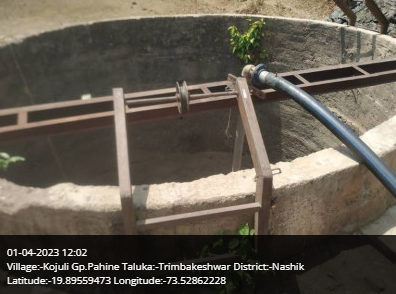 01-04-2023 12:02
Village:-Kojuli Gp.Pahine Taluka:-Trimbakeshwar District:-Nashik
Latitude:-19.89559473 Longitude:-73.52862228